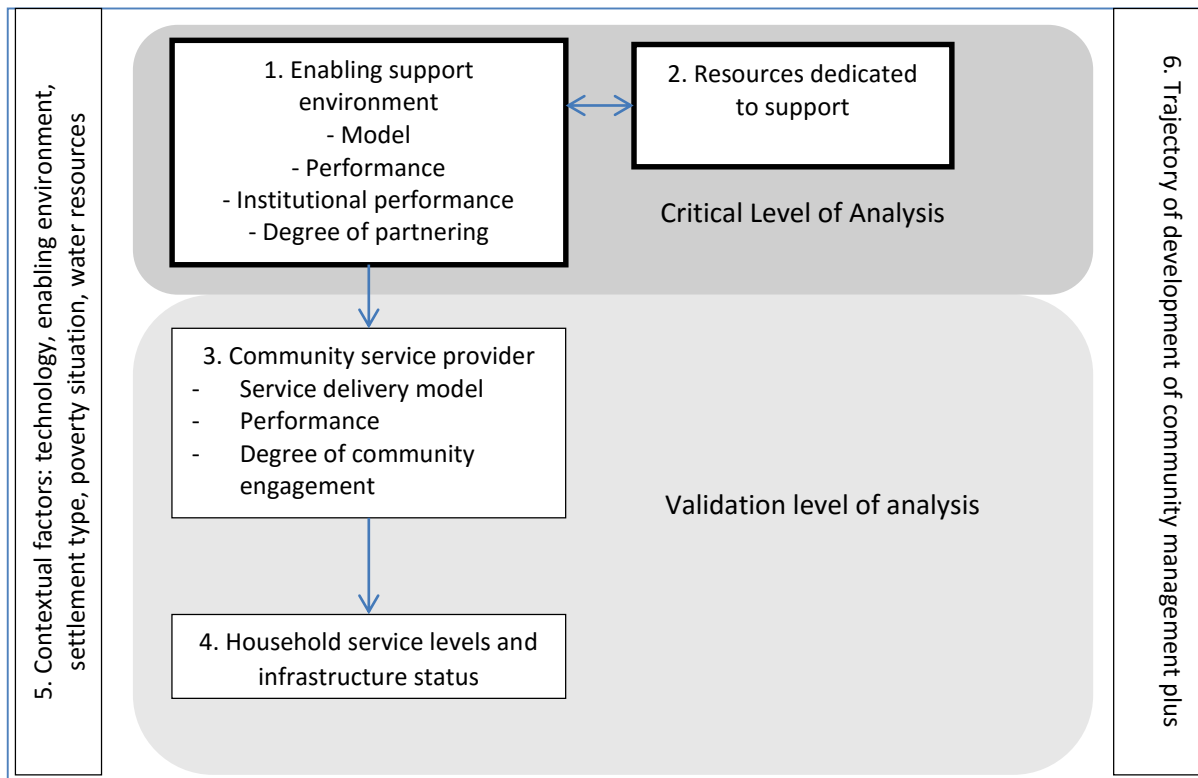 5. Contextual factors: technology, enabling environment,
settlement type, poverty situation, water resources
1. Enabling support
environment
- Model
- Performance
- Institutional performance
- Degree of partnering
2. Resources dedicated
to support
Critical Level of Analysis
3. Community service provider
- Service delivery model
- Performance
- Degree of community
engagement
Validation level of analysis
4. Household service levels and
infrastructure status
6. Trajectory of development of community management plus